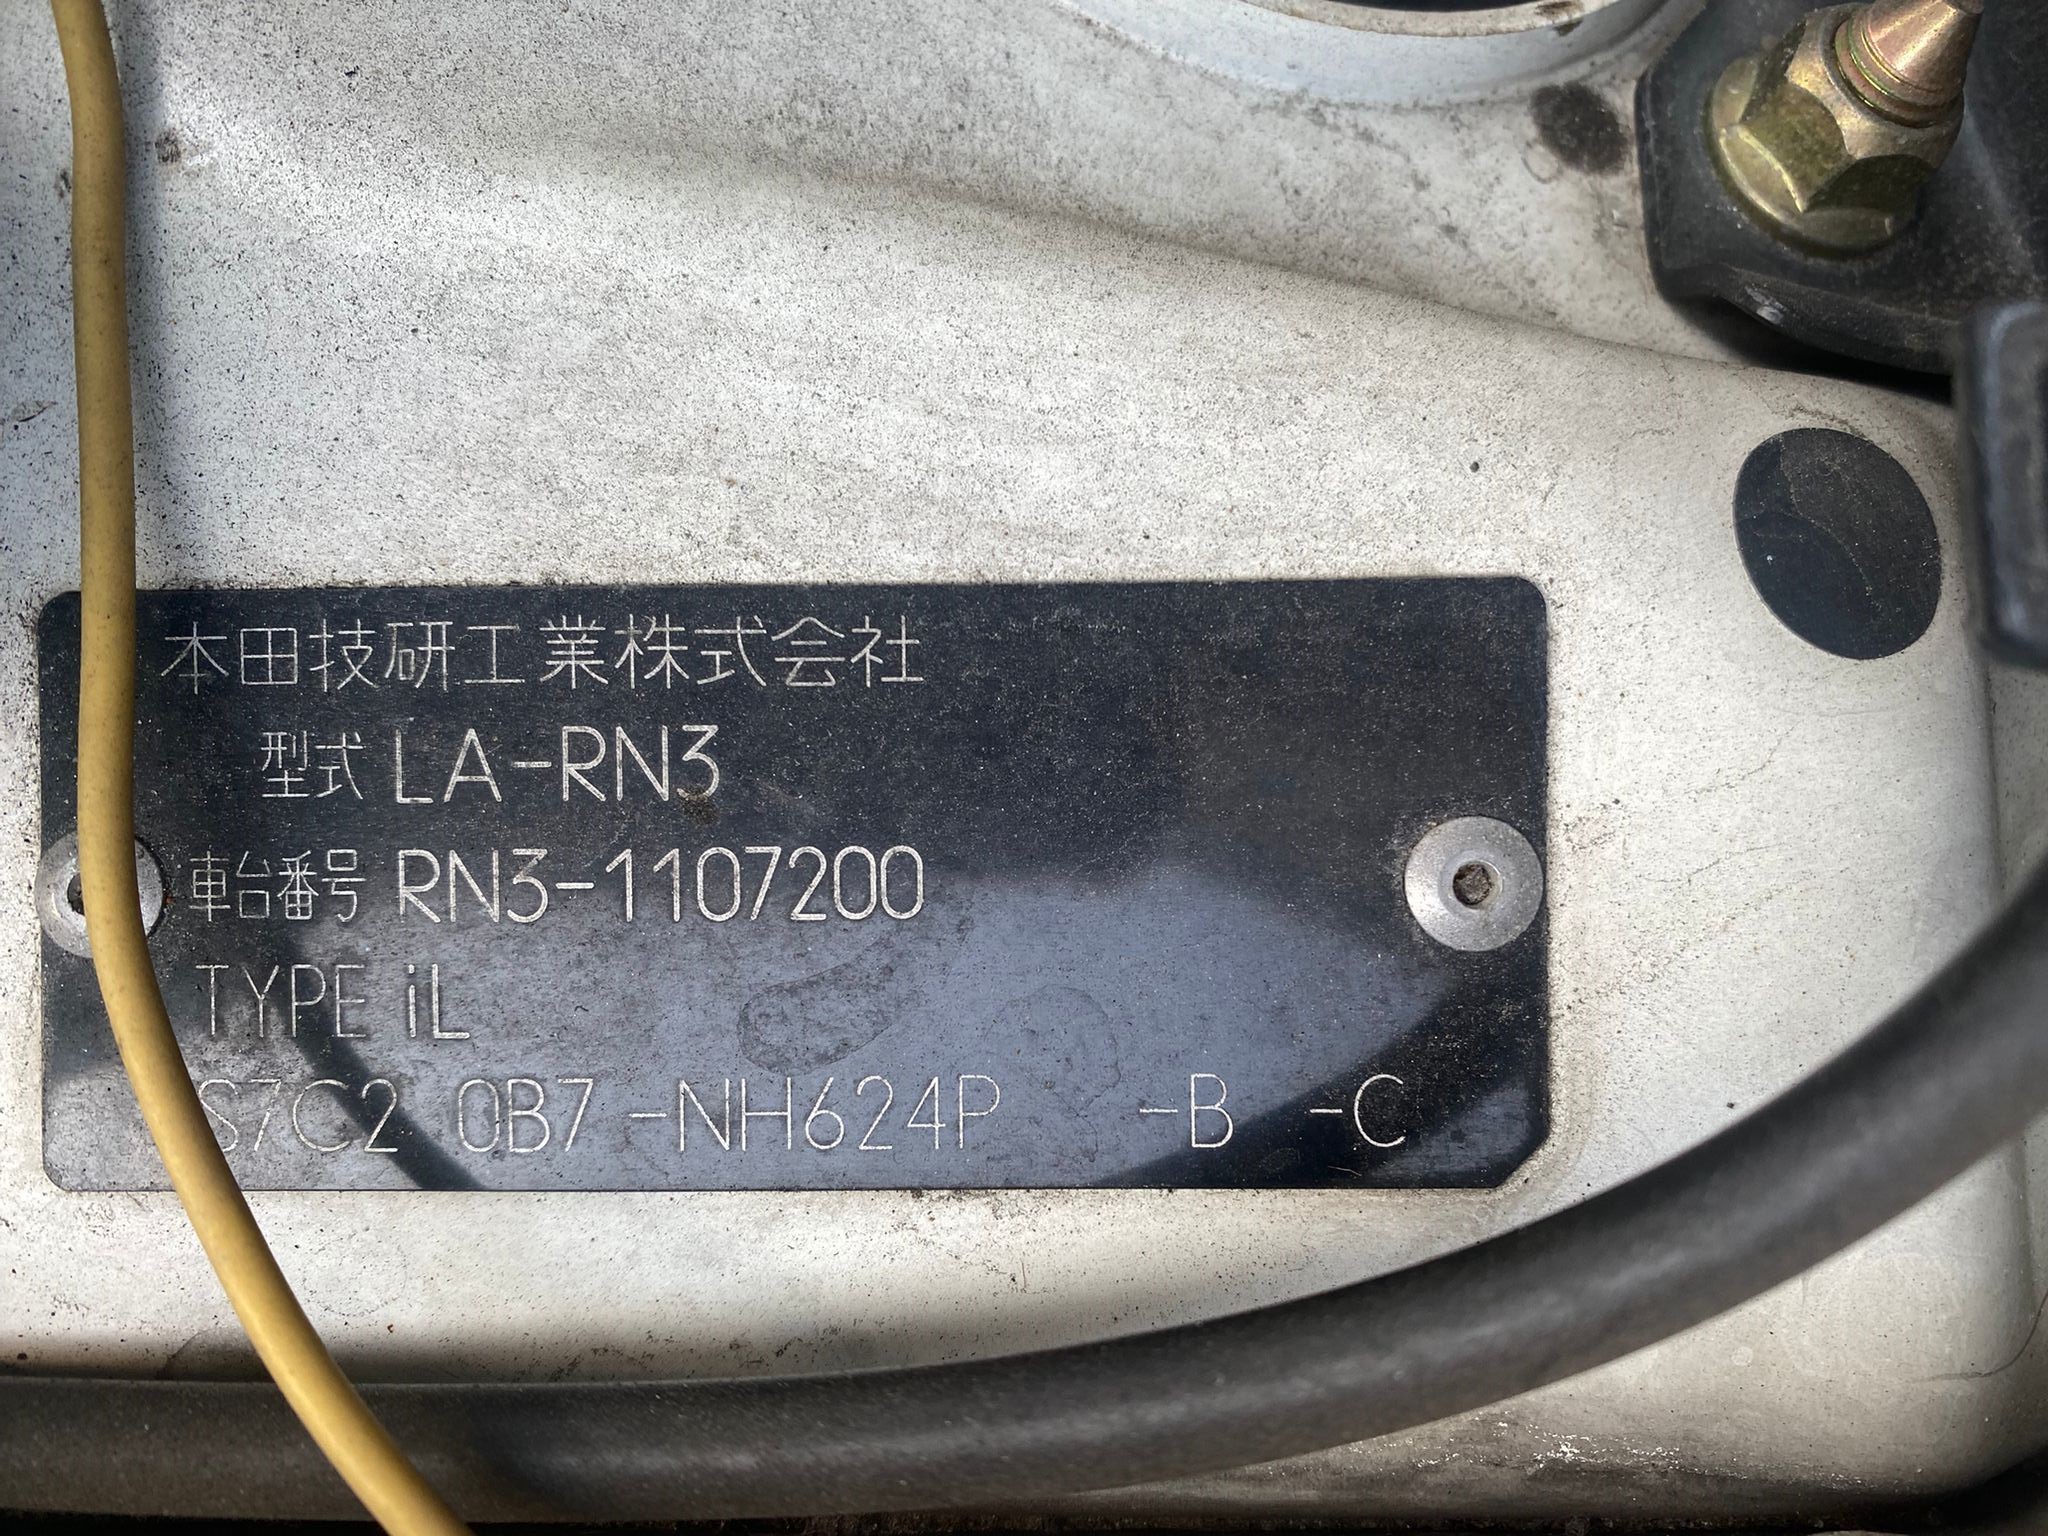 本田技研工業株式会社
型式 LA-RN3
車台番号 RN3-1107200
TYPE iL
S7C2 0B7 -NH624P -B -C